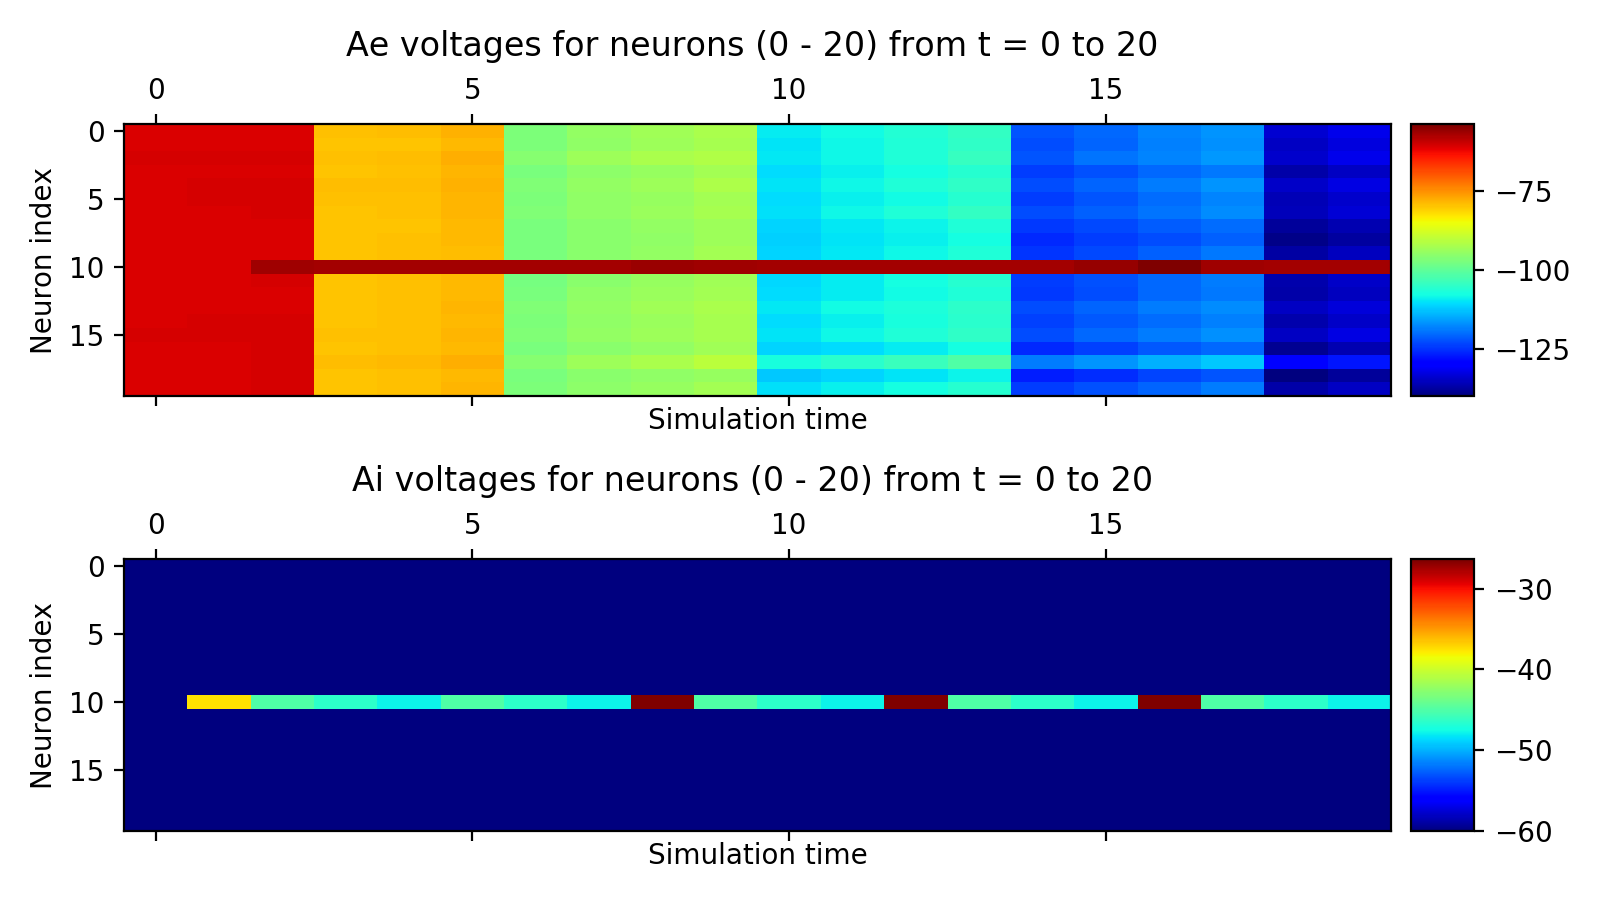 Ae voltages for neurons (0 - 20) from t = 0 to 20
0 5 10 15
Neuron index
0
5
10
15
−75
−100
−125
Simulation time
Ai voltages for neurons (0 - 20) from t = 0 to 20
0 5 10 15
Neuron index
0
5
10
15
−30
−40
−50
−60
Simulation time